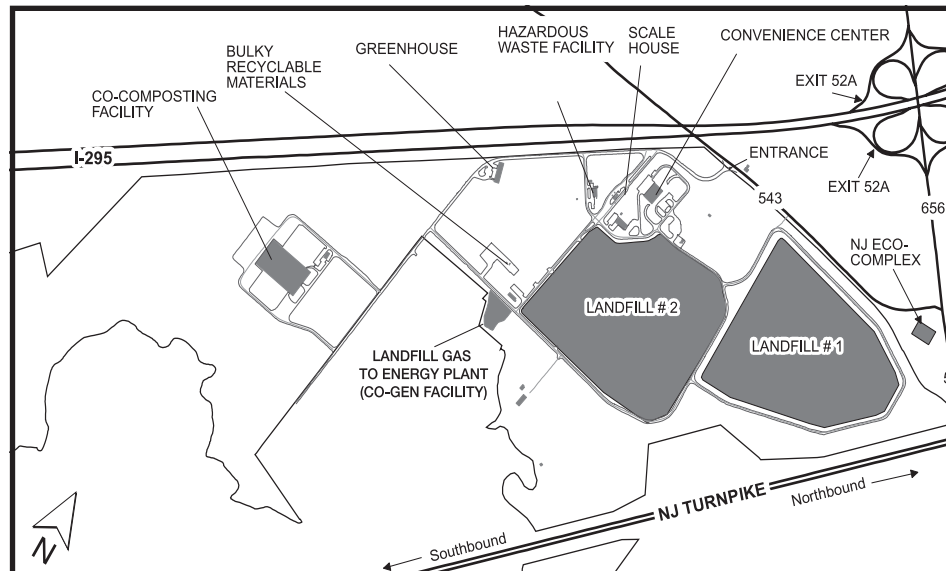 HAZARDOUS
WASTE FACILITY
SCALE
HOUSE
CONVENIENCE CENTER
BULKY
RECYCLABLE
MATERIALS
GREENHOUSE
CO-COMPOSTING
FACILITY
EXIT 52A
I-295
ENTRANCE
EXIT 52A
543
656
NJ ECO-
COMPLEX
LANDFILL # 2
LANDFILL # 1
LANDFILL GAS
TO ENERGY PLANT
(CO-GEN FACILITY)
NJ TURNPIKE
Northbound
Southbound
N